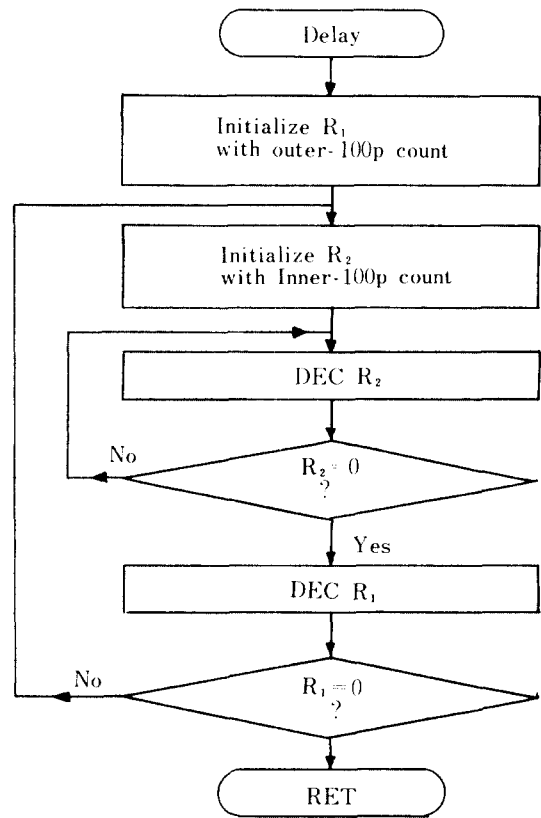 Delay
Initialize R₁
with outer-100p count
Initialize R₂
with Inner-100p count
DEC R₂
R₂=0
?
No
Yes
DEC R₁
R₁=0
?
No
RET